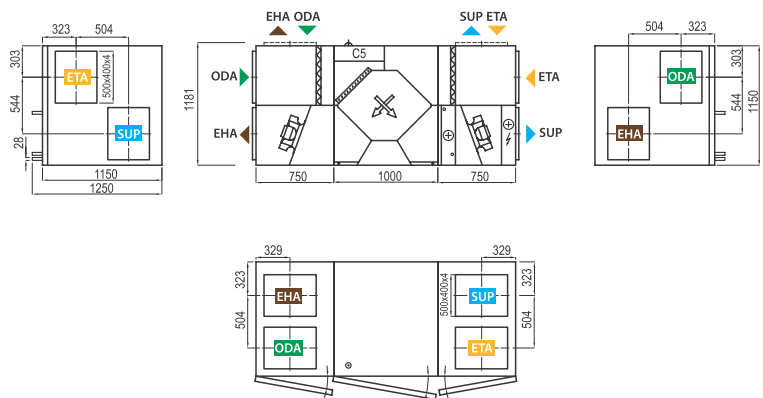 323 504
303
544
28
ETA
500x400x4
SUP
1150
1250
EHA ODA
SUP ETA
1181
C5
ODA
EHA
ETA
SUP
750 1000 750
504 323
303
544
1150
ODA
EHA
329
323
504
EHA
ODA
329
323
504
500x400x4
SUP
ETA